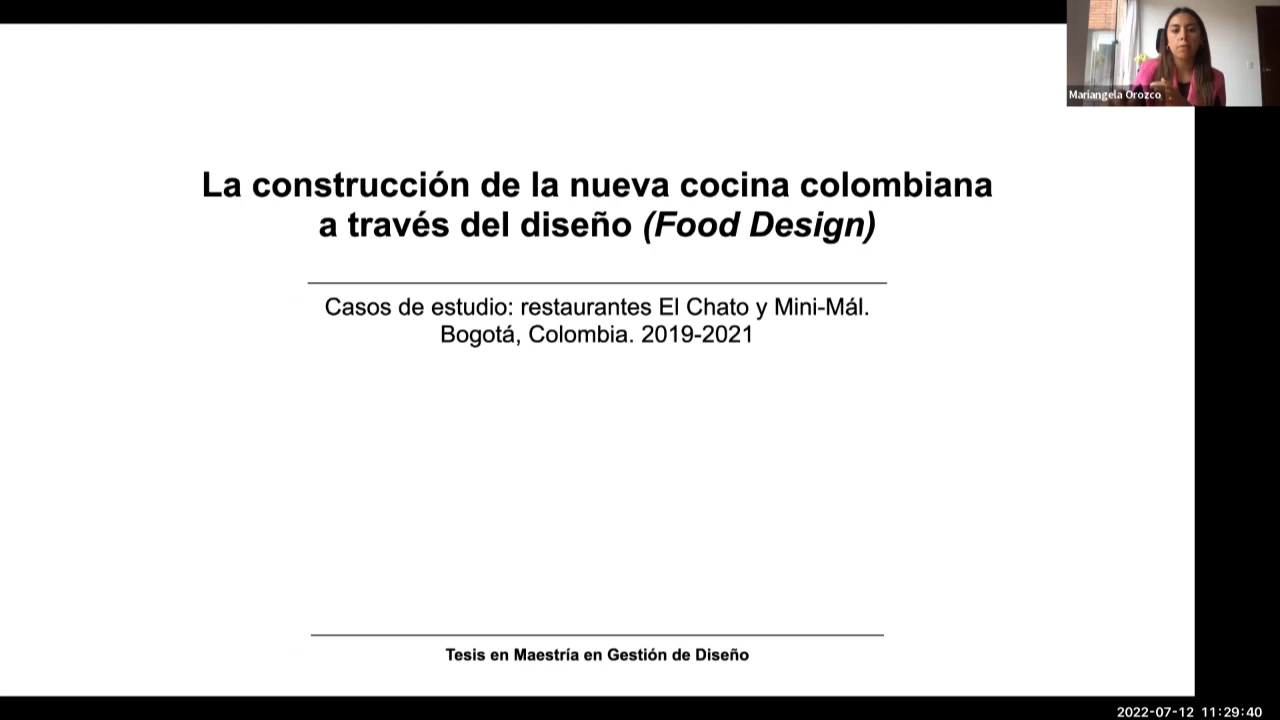 Mariangela Orozco
La construcción de la nueva cocina colombiana
a través del diseño (Food Design)
Casos de estudio: restaurantes El Chato y Mini-Mál.
Bogotá, Colombia. 2019-2021
Tesis en Maestría en Gestión de Diseño
2022-07-12 11:29:40